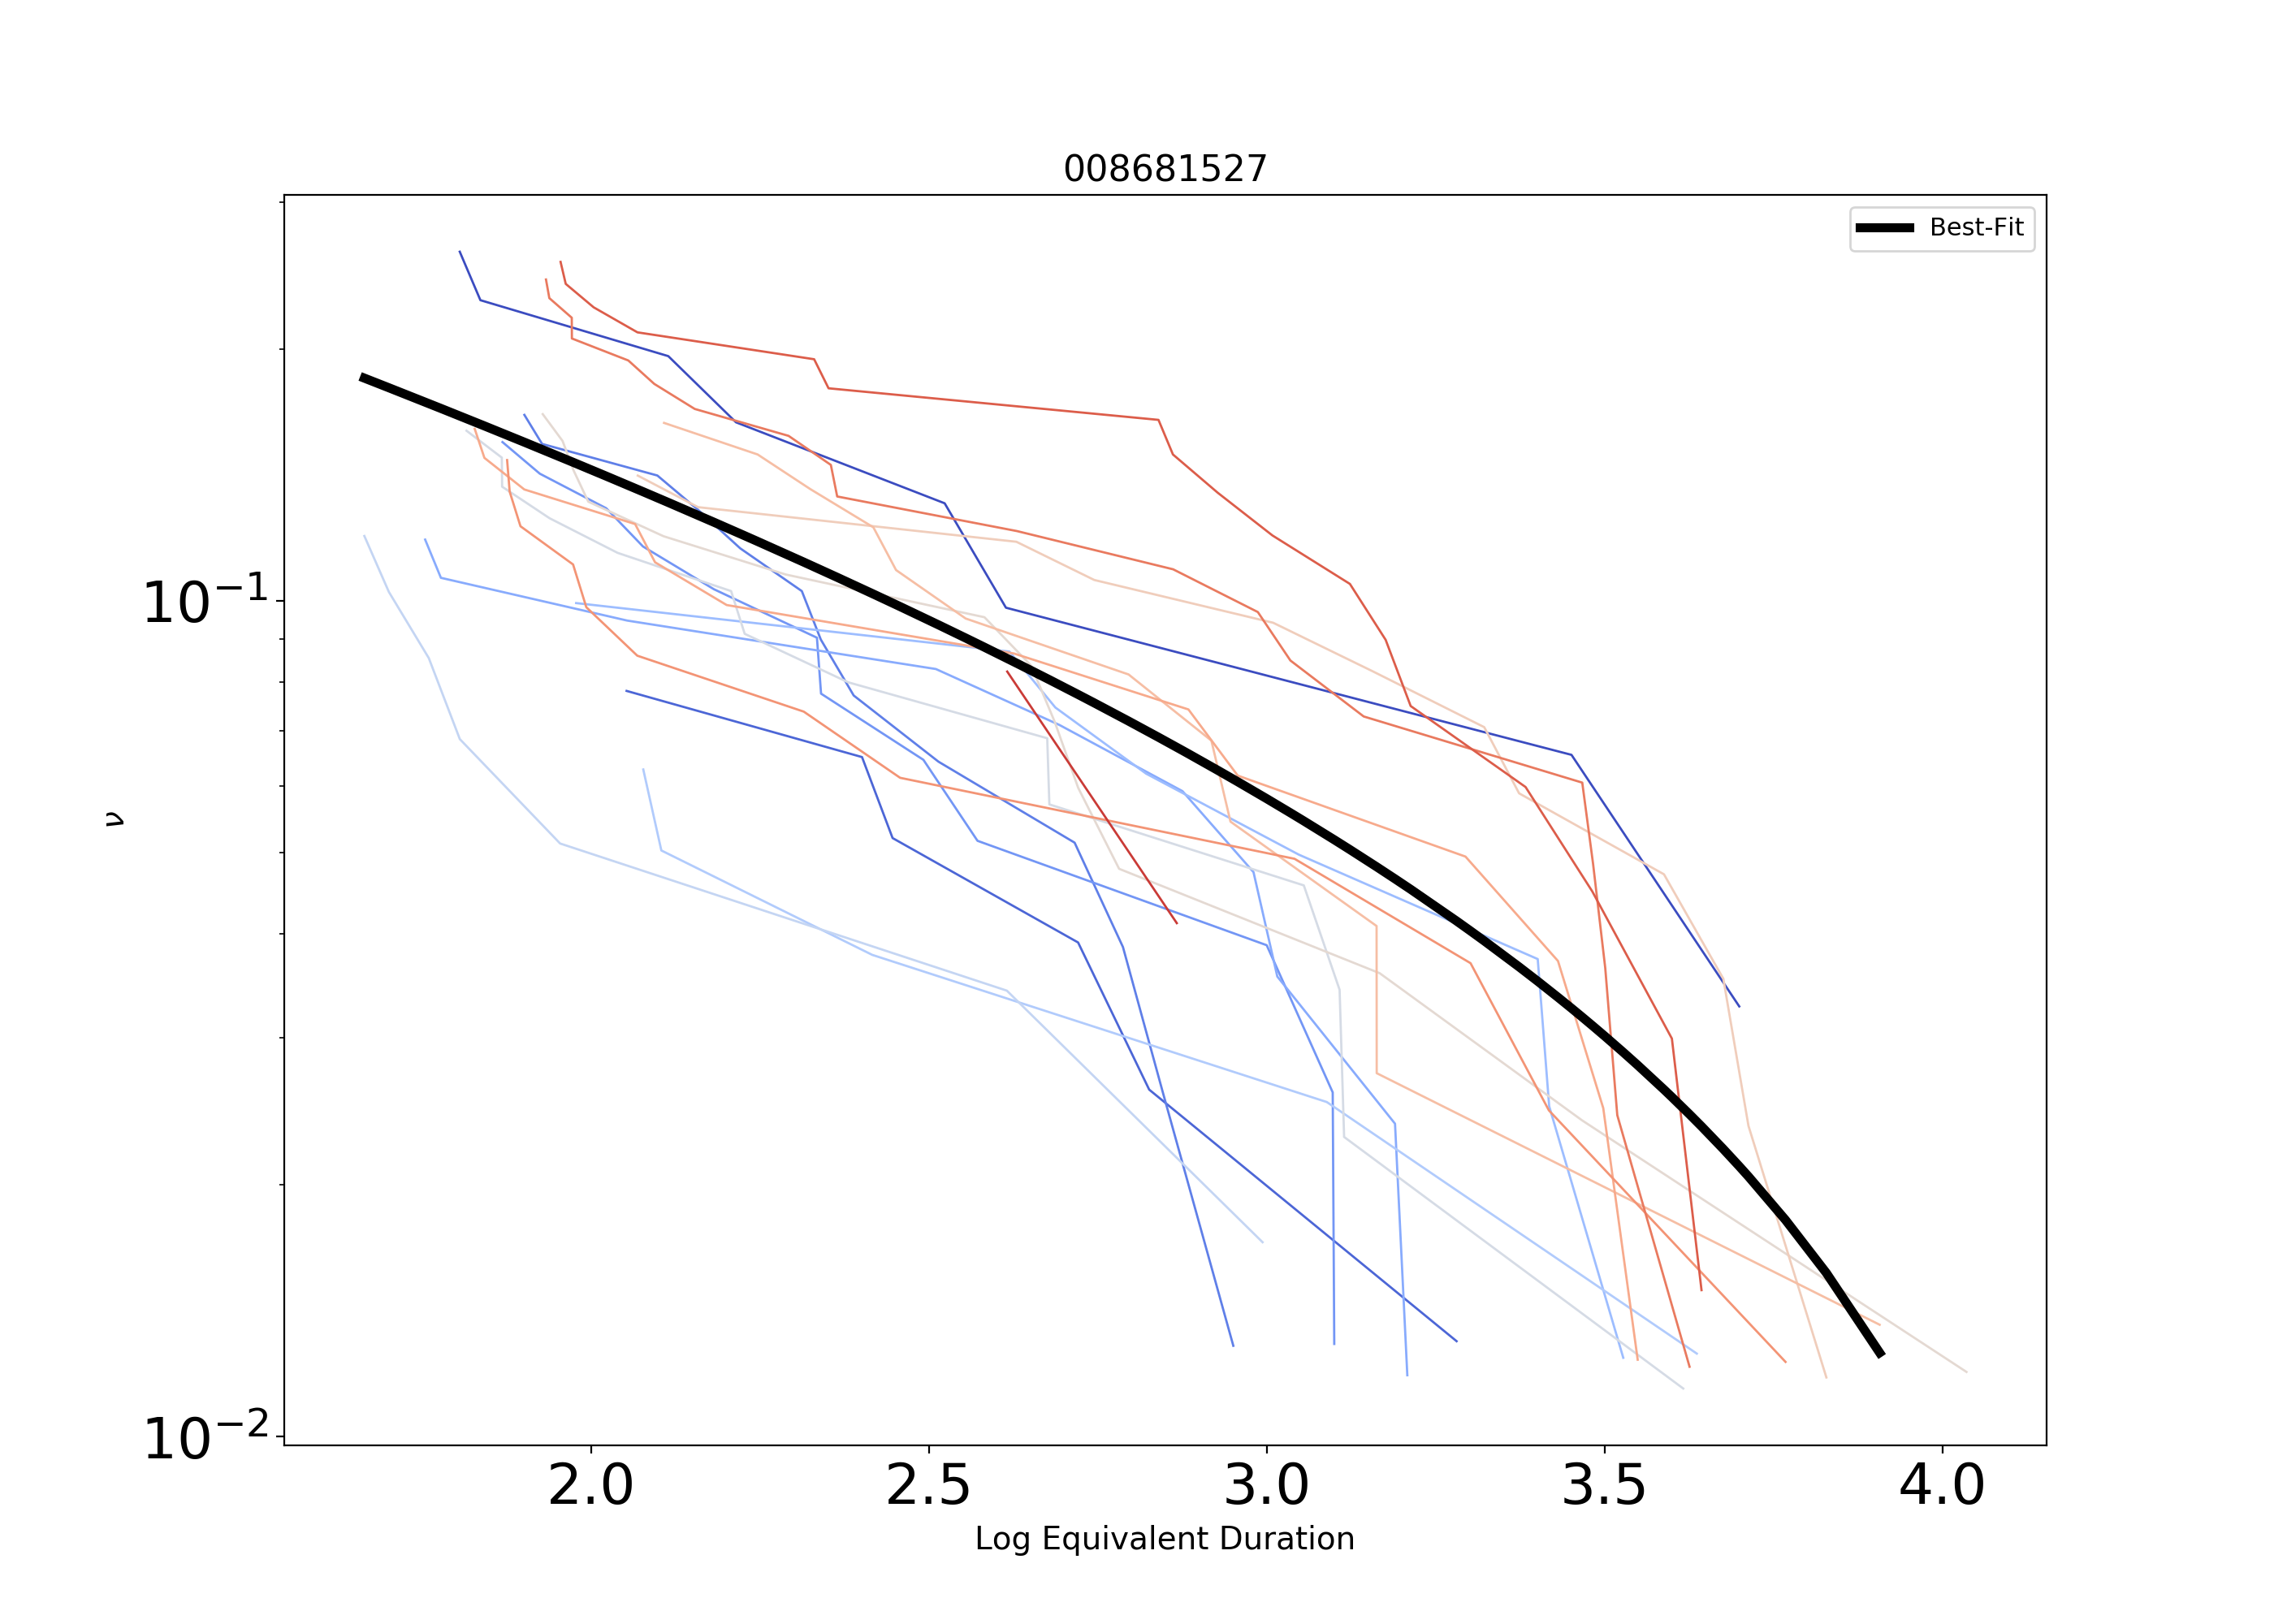 008681527
Best-Fit
10⁻¹
ν
10⁻²
2.0 2.5 3.0 3.5 4.0
Log Equivalent Duration